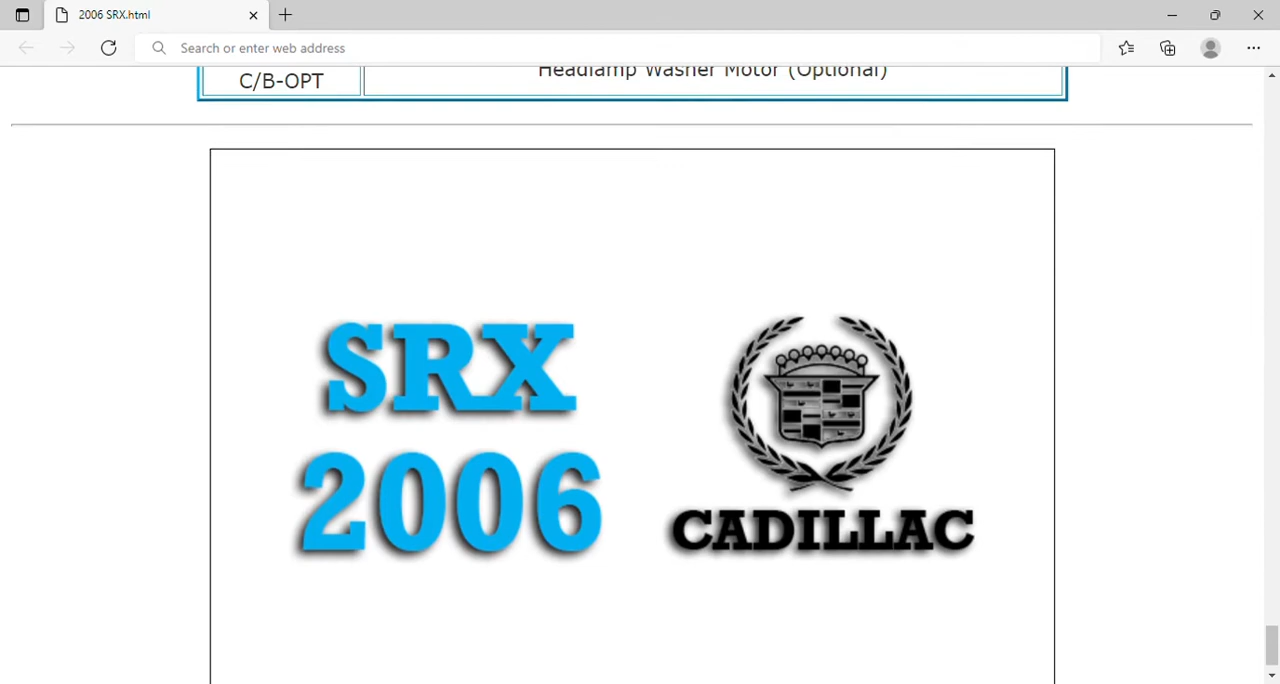 2006 SRX.html
Search or enter web address
C/B-OPT
Headlamp Washer Motor (Optional)
SRX
2006
CADILLAC